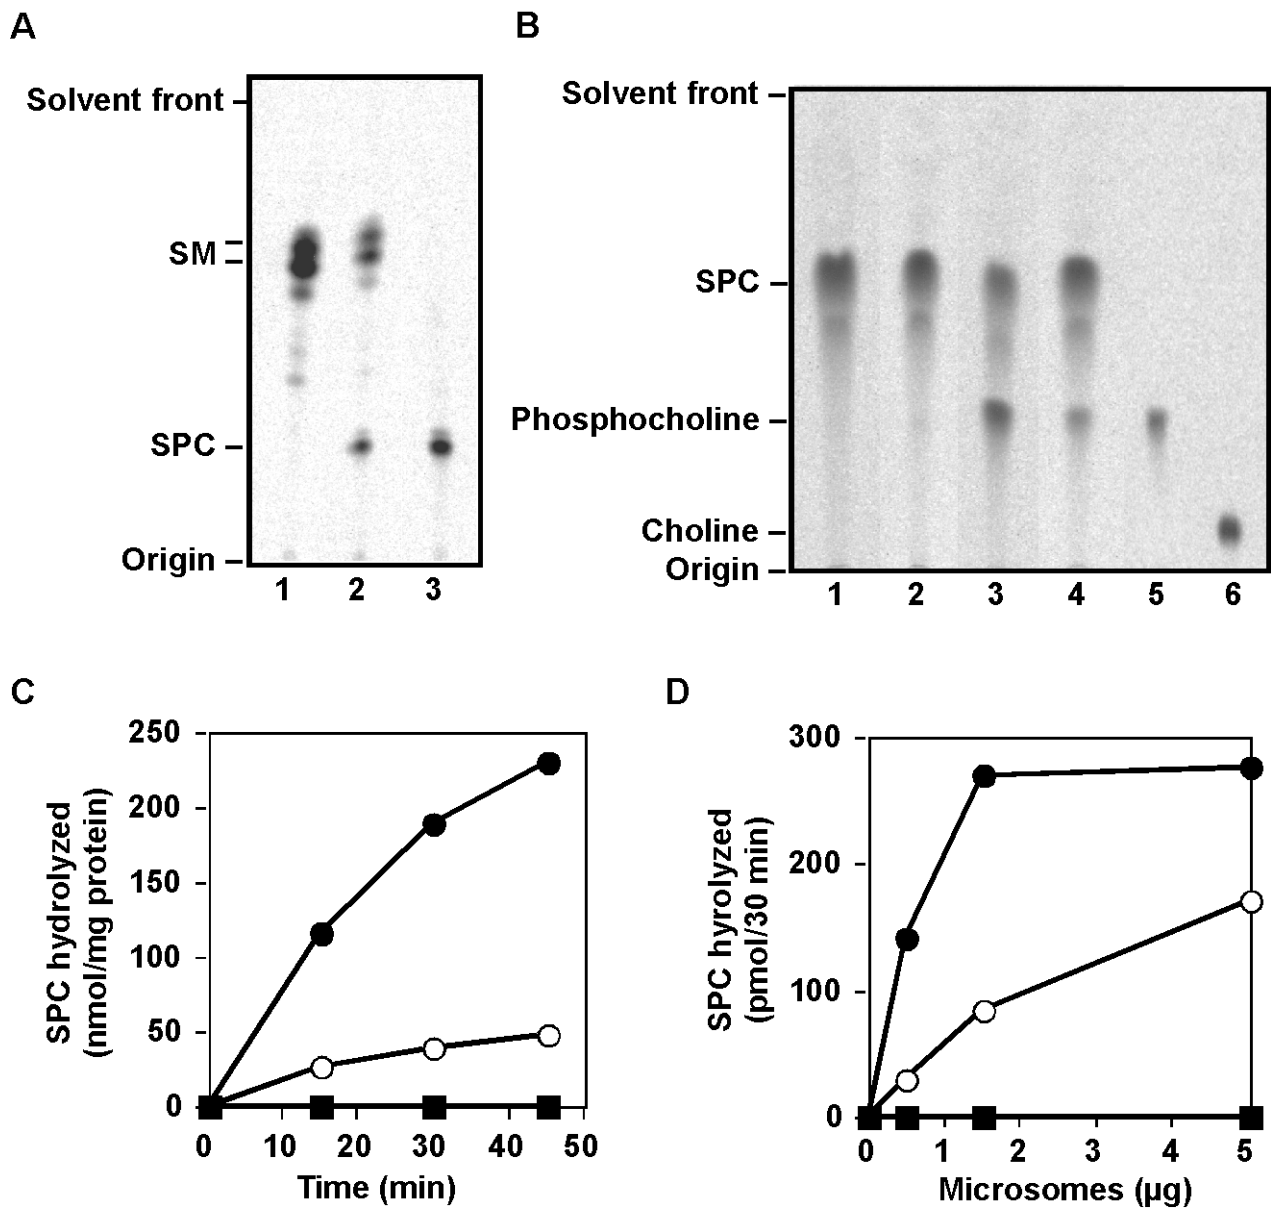 A
Solvent front
SM
SPC
Origin
1 2 3
B
Solvent front
SPC
Phosphocholine
Choline
Origin
1 2 3 4 5 6
C
SPC hydrolyzed
(nmol/mg protein)
250
200
150
100
50
0
0 10 20 30 40 50
Time (min)
D
SPC hyrolyzed
(pmol/30 min)
300
200
100
0
0 1 2 3 4 5
Microsomes (µg)